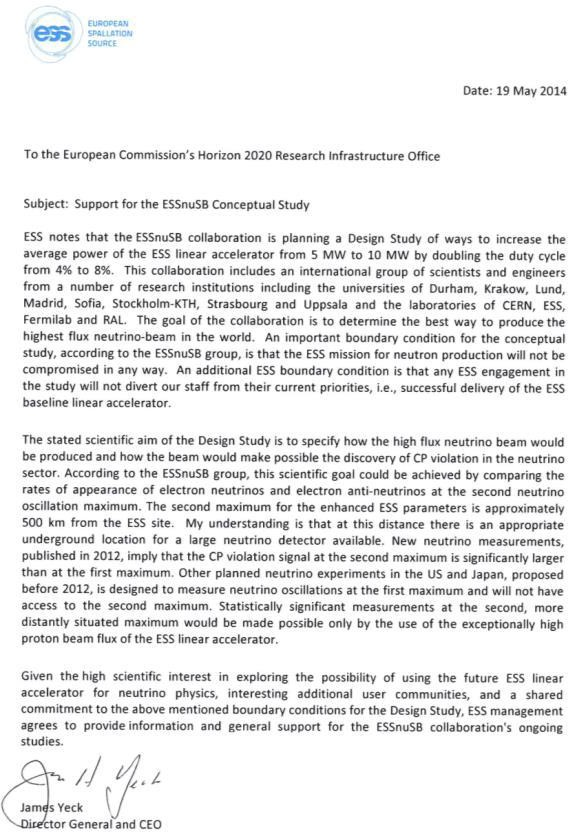 ess
EUROPEAN
SPALLATION
SOURCE
Date: 19 May 2014
To the European Commission's Horizon 2020 Research Infrastructure Office
Subject: Support for the ESSnuSB Conceptual Study
ESS notes that the ESSnuSB collaboration is planning a Design Study of ways to increase the
average power of the ESS linear accelerator from 5 MW to 10 MW by doubling the duty cycle
from 4% to 8%. This collaboration includes an international group of scientists and engineers
from a number of research institutions including the universities of Durham, Krakow, Lund,
Madrid, Sofia, Stockholm-KTH, Strasbourg and Uppsala and the laboratories of CERN, ESS,
Fermilab and RAL. The goal of the collaboration is to determine the best way to produce the
highest flux neutrino-beam in the world. An important boundary condition for the conceptual
study, according to the ESSnuSB group, is that the ESS mission for neutron production will not be
compromised in any way. An additional ESS boundary condition is that any ESS engagement in
the study will not divert our staff from their current priorities, i.e., successful delivery of the ESS
baseline linear accelerator.
The stated scientific aim of the Design Study is to specify how the high flux neutrino beam would
be produced and how the beam would make possible the discovery of CP violation in the neutrino
sector. According to the ESSnuSB group, this scientific goal could be achieved by comparing the
rates of appearance of electron neutrinos and electron anti-neutrinos at the second neutrino
oscillation maximum. The second maximum for the enhanced ESS parameters is approximately
500 km from the ESS site. My understanding is that at this distance there is an appropriate
underground location for a large neutrino detector available. New neutrino measurements,
published in 2012, imply that the CP violation signal at the second maximum is significantly larger
than at the first maximum. Other planned neutrino experiments in the US and Japan, proposed
before 2012, is designed to measure neutrino oscillations at the first maximum and will not have
access to the second maximum. Statistically significant measurements at the second, more
distantly situated maximum would be made possible only by the use of the exceptionally high
proton beam flux of the ESS linear accelerator.
Given the high scientific interest in exploring the possibility of using the future ESS linear
accelerator for neutrino physics, interesting additional user communities, and a shared
commitment to the above mentioned boundary conditions for the Design Study, ESS management
agrees to provide information and general support for the ESSnuSB collaboration's ongoing
studies.
James Yeck
Director General and CEO